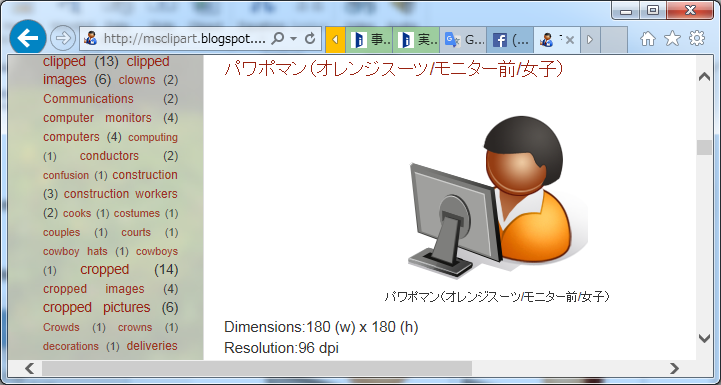 http://msclipart.blogspot....
事...
実...
G...
(...
clipped (13) clipped
images (6) clowns (2)
Communications (2)
computer monitors (4)
computers (4) computing
(1) conductors (2)
confusion (1) construction
(3) construction workers
(2) cooks (1) costumes (1)
couples (1) courts (1)
cowboy hats (1) cowboys
(1) cropped (14)
cropped images (4)
cropped pictures (6)
Crowds (1) crowns (1)
decorations (1) deliveries
パワポマン(オレンジスーツ/モニター前/女子)
パワポマン(オレンジスーツ/モニター前/女子)
Dimensions:180 (w) x 180 (h)
Resolution:96 dpi